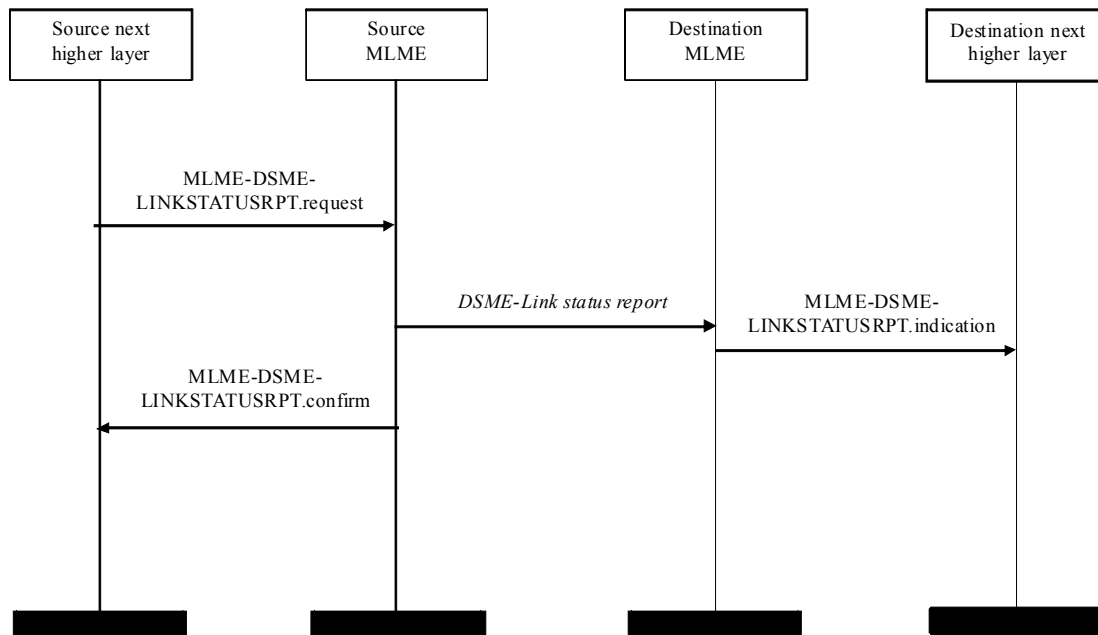 Source next
higher layer
Source
MLME
Destination
MLME
Destination next
higher layer
MLME-DSME-
LINKSTATUSRPT.request
DSME-Link status report
MLME-DSME-
LINKSTATUSRPT.indication
MLME-DSME-
LINKSTATUSRPT.confirm